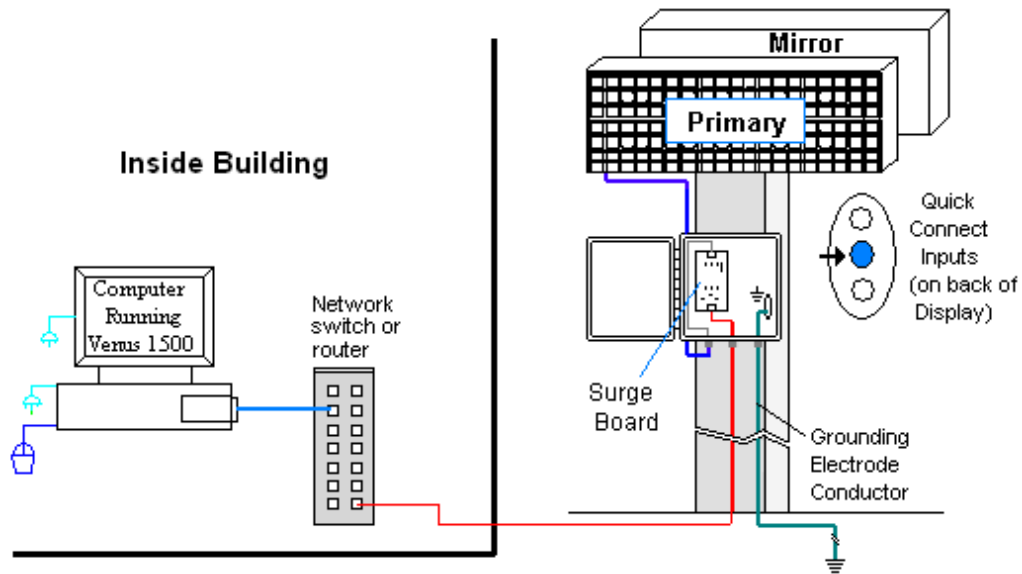 Mirror
Primary
Inside Building
Quick
Connect
Inputs
(on back of
Display)
Computer
Running
Venus 1500
Network
switch or
router
Surge
Board
Grounding
Electrode
Conductor